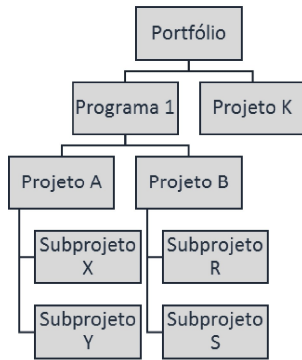 Portfólio
Programa 1
Projeto K
Projeto A
Projeto B
Subprojeto
X
Subprojeto
R
Subprojeto
Y
Subprojeto
S